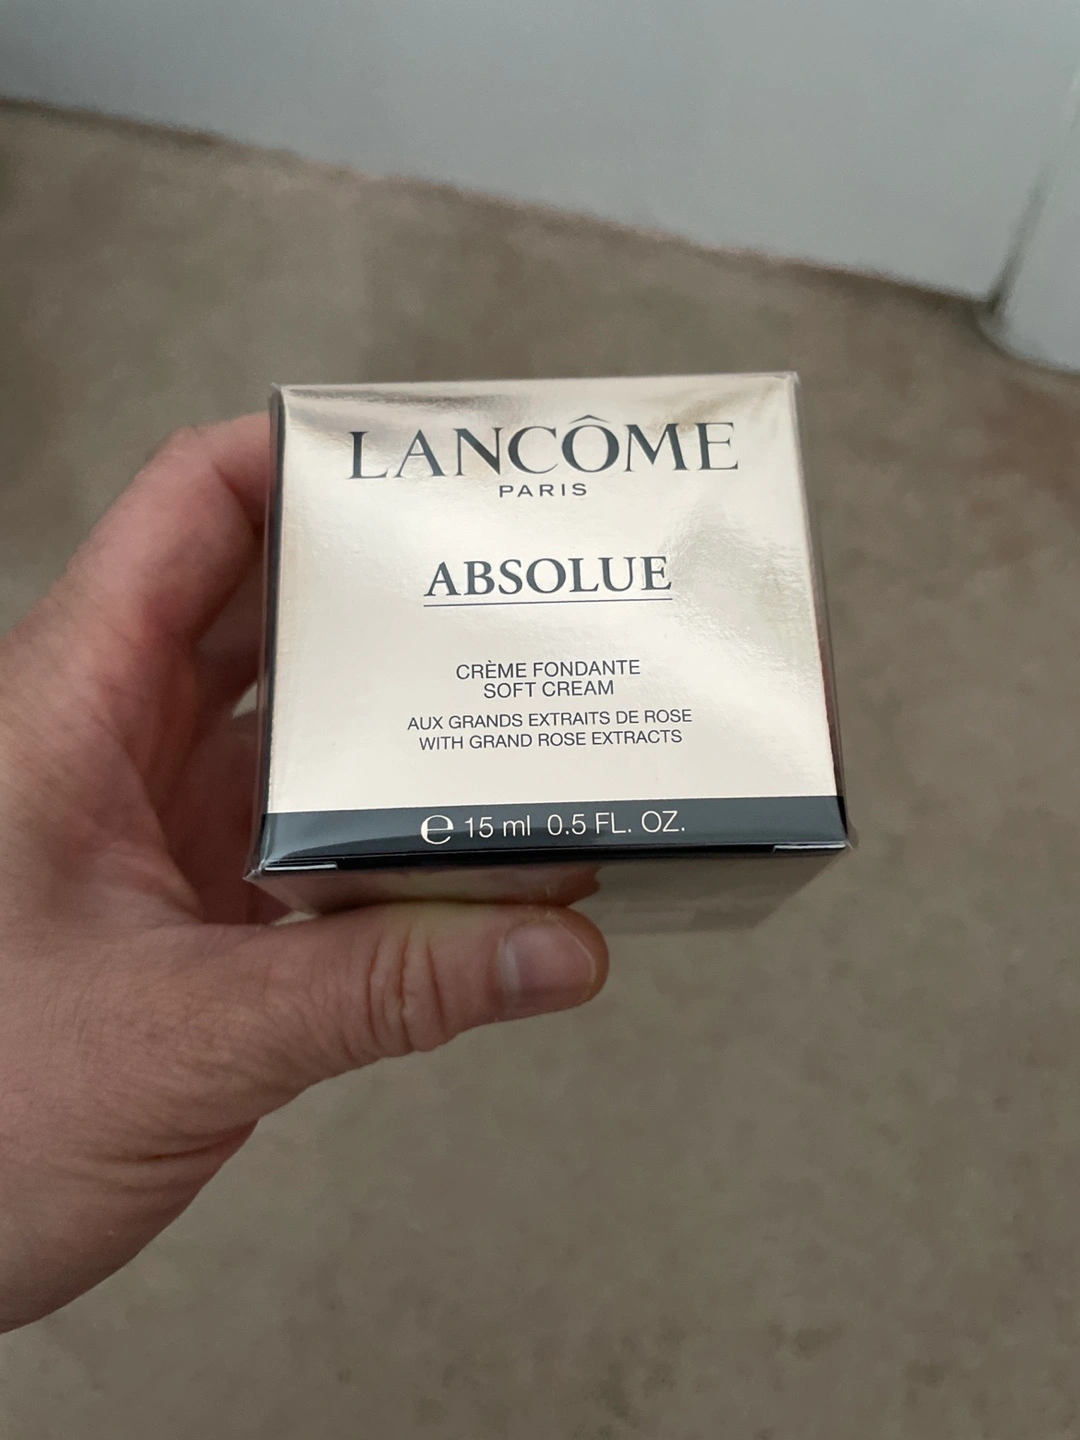 LANCÔME
PARIS
ABSOLUE
CRÈME FONDANTE
SOFT CREAM
AUX GRANDS EXTRAITS DE ROSE
WITH GRAND ROSE EXTRACTS
℮ 15 ml 0.5 FL. OZ.